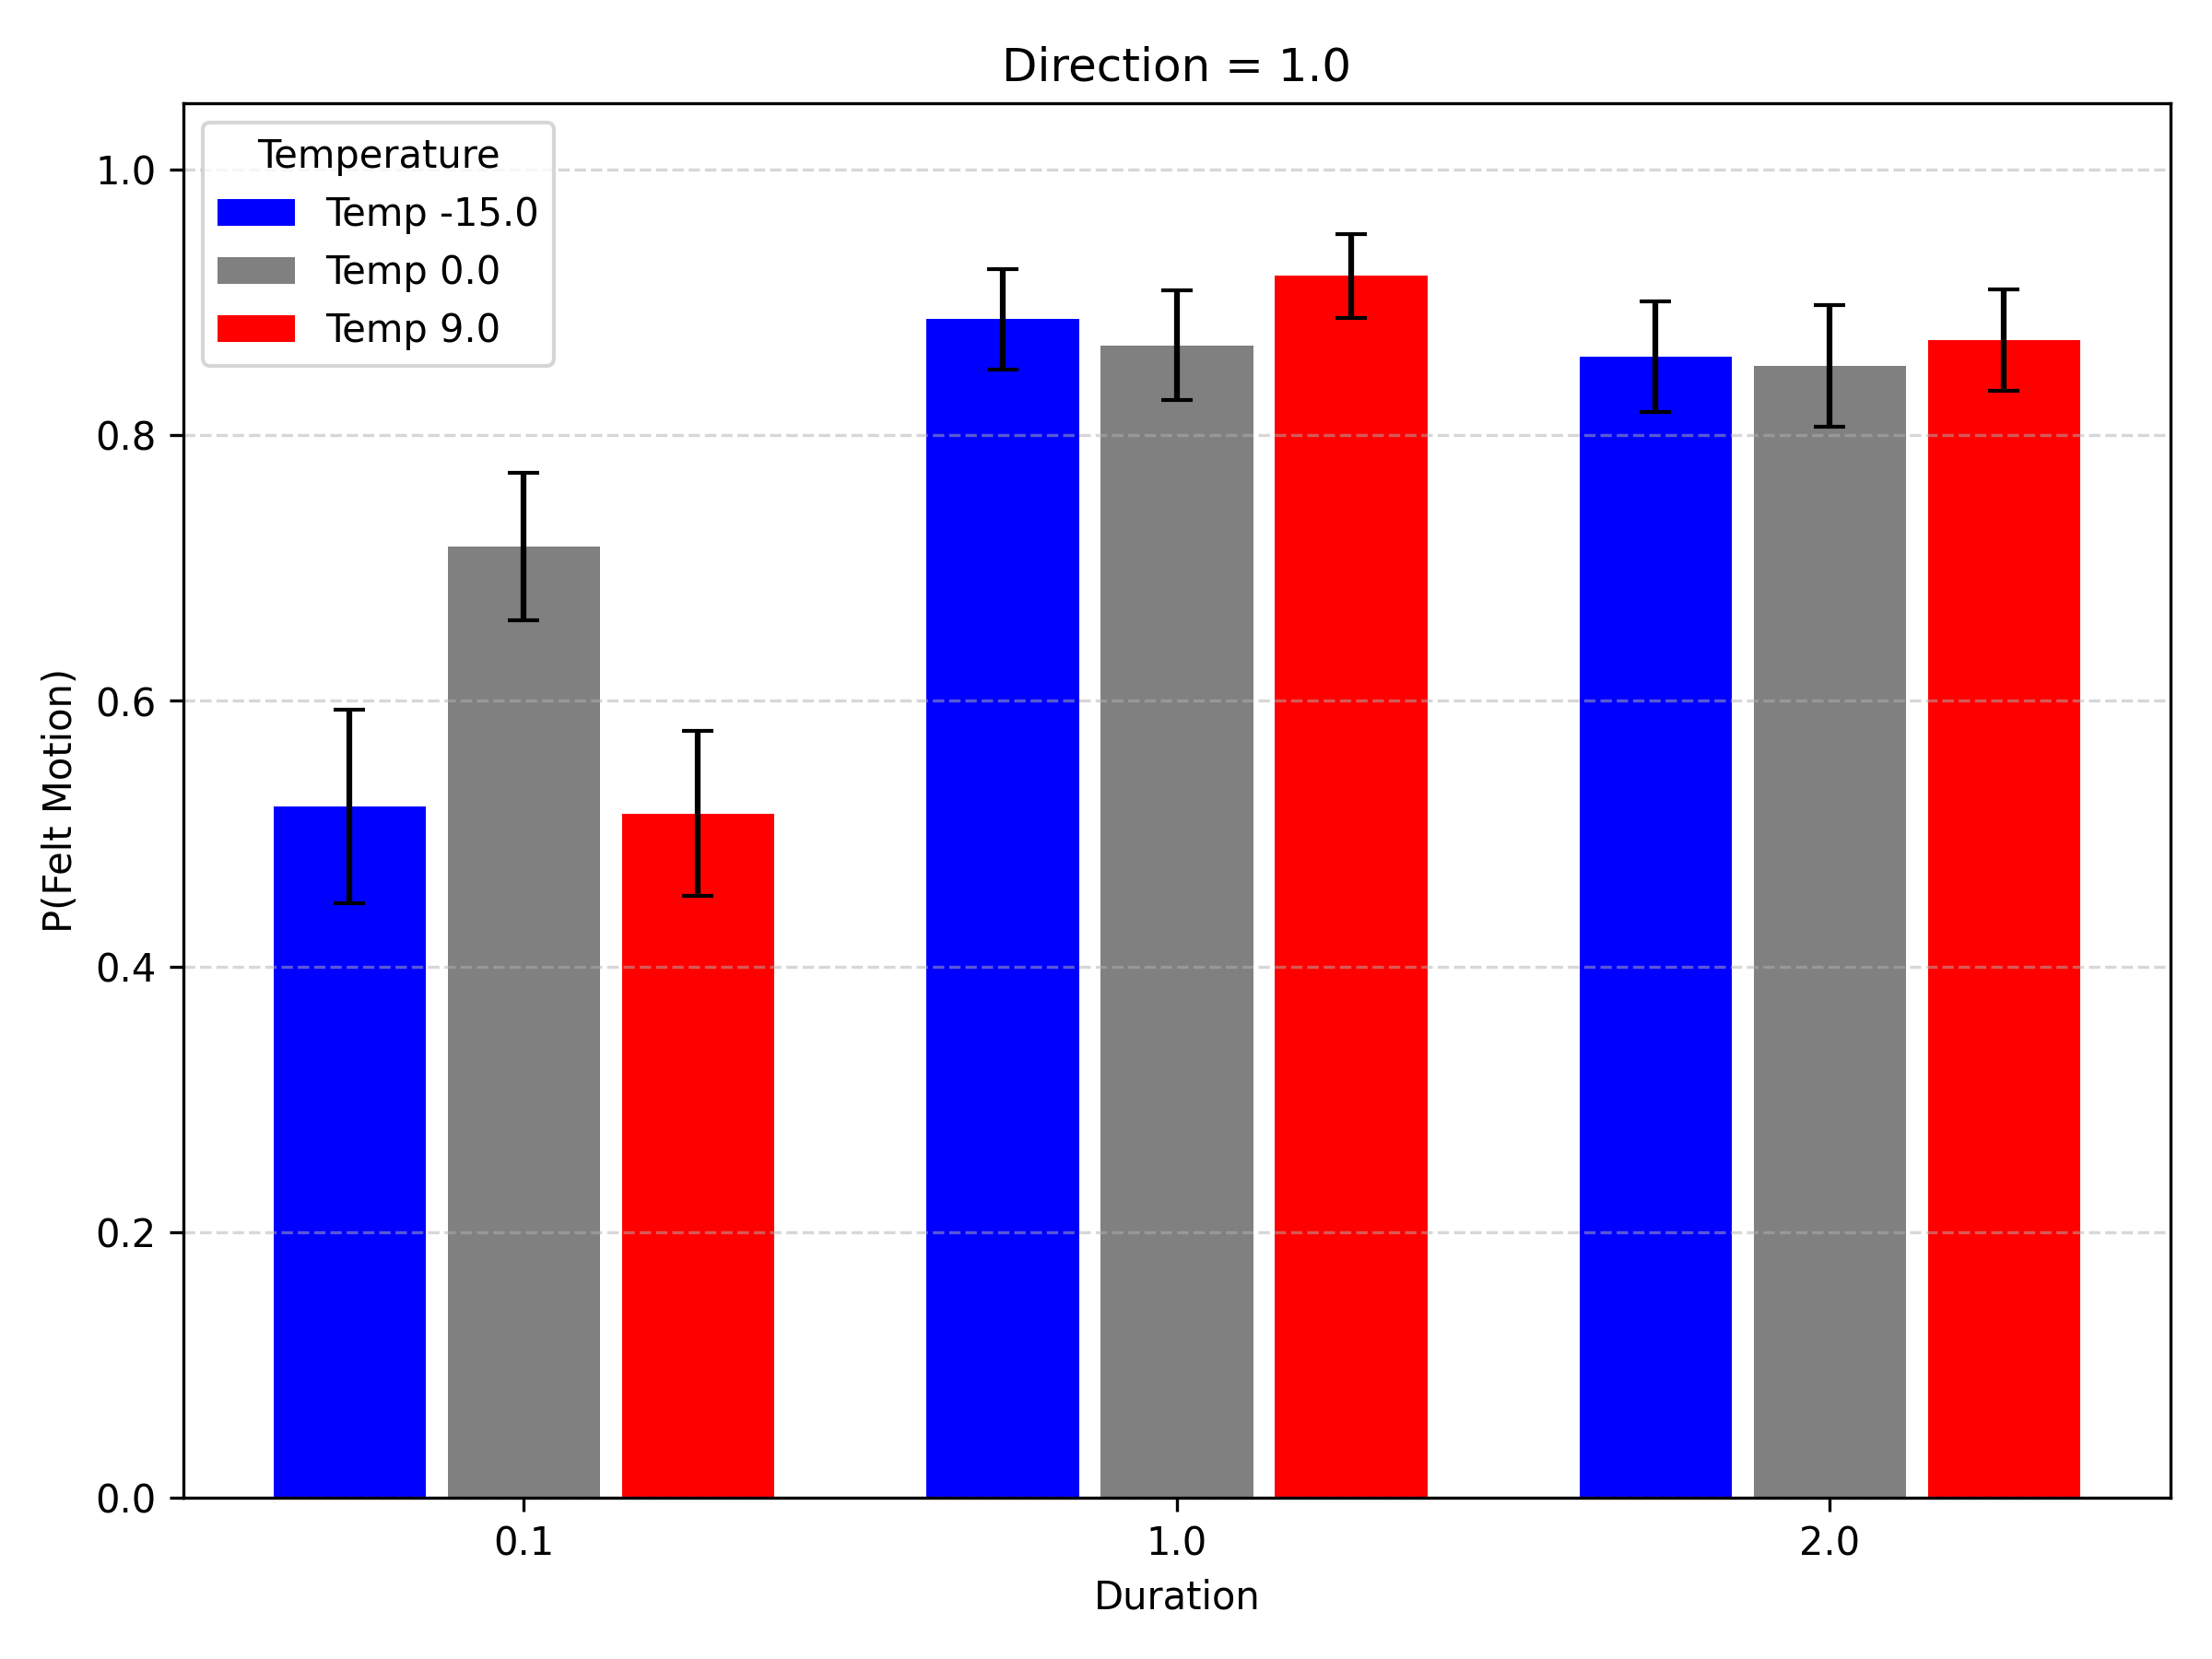 Direction = 1.0
Temperature
Temp -15.0
Temp 0.0
Temp 9.0
1.0
0.8
0.6
0.4
0.2
0.0
P(Felt Motion)
0.1
1.0
2.0
Duration